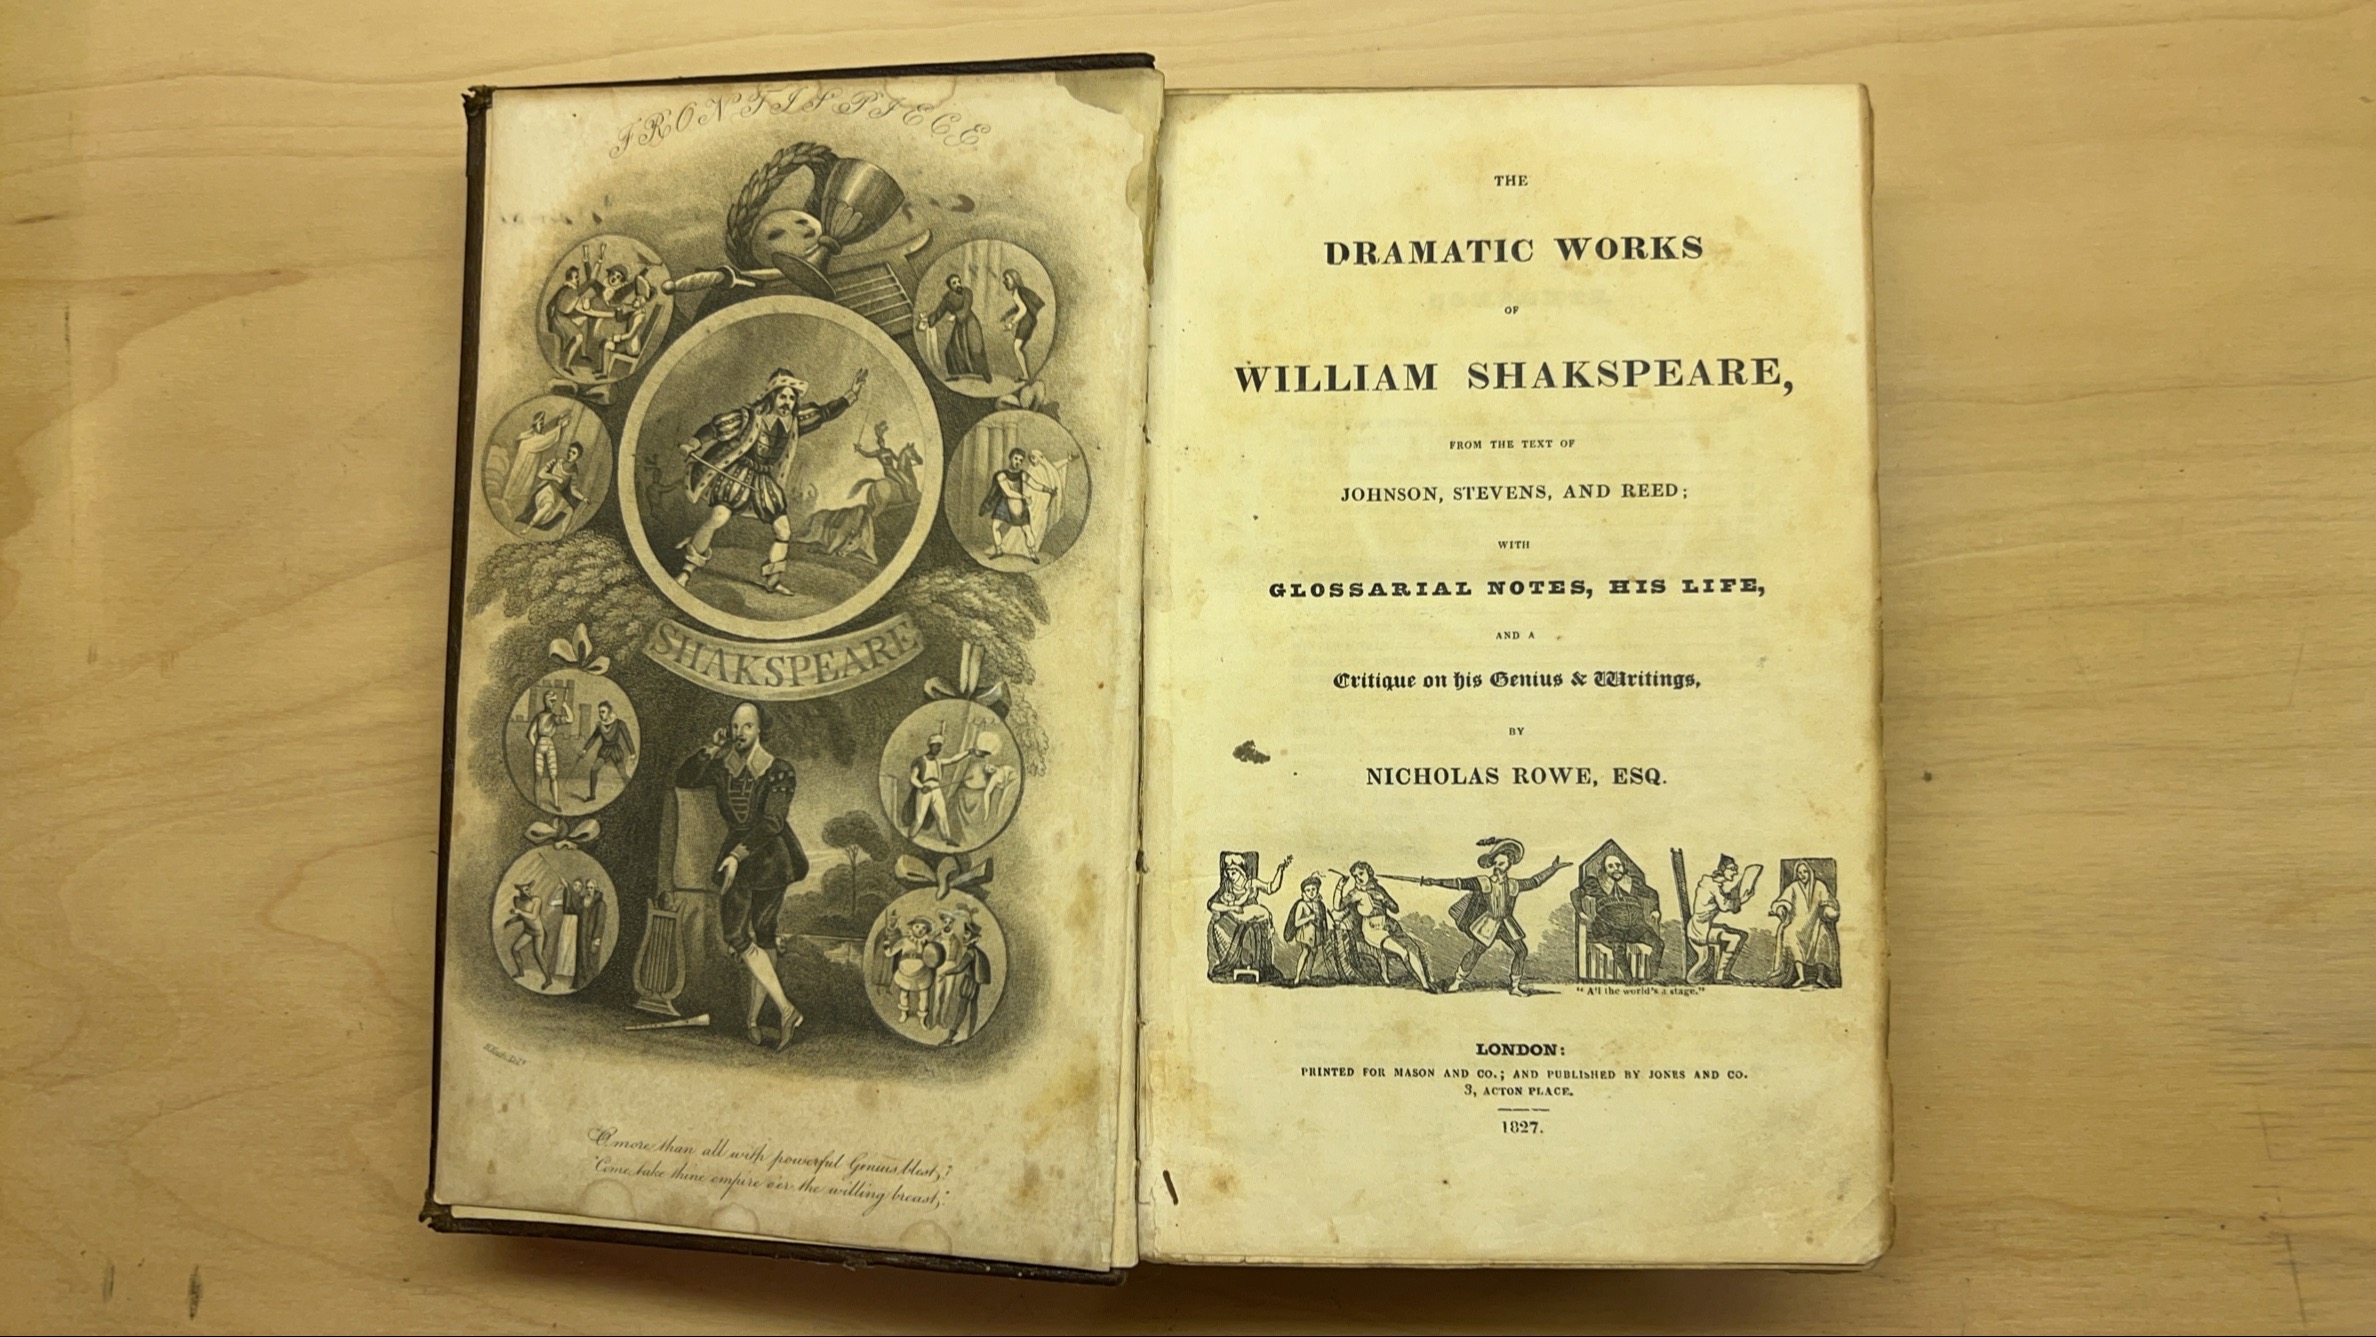 FRONTISPIECE
SHAKSPEARE
O more than all with powerful Genius blest,
Come take thine empire o'er the willing breast,
THE
DRAMATIC WORKS
OF
WILLIAM SHAKSPEARE,
FROM THE TEXT OF
JOHNSON, STEVENS, AND REED;
WITH
GLOSSARIAL NOTES, HIS LIFE,
AND A
Critique on his Genius & Writings,
BY
NICHOLAS ROWE, ESQ.
"All the world's a stage."
LONDON:
PRINTED FOR MASON AND CO.; AND PUBLISHED BY JONES AND CO.
3, ACTON PLACE.
1827.